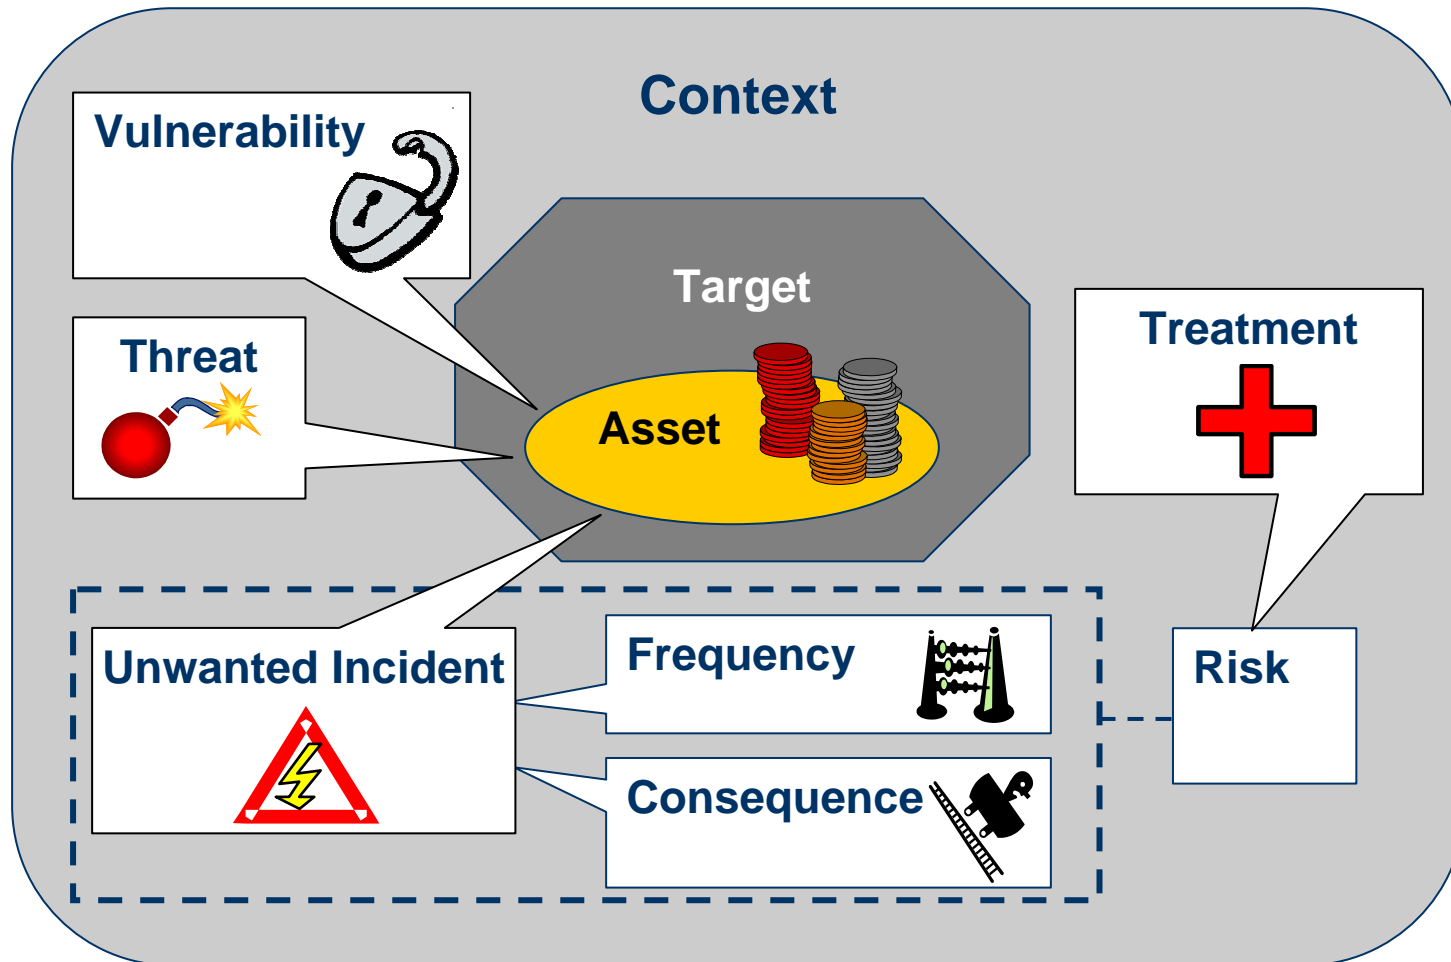 Context
Vulnerability
Target
Threat
Treatment
Asset
Unwanted Incident
Frequency
Risk
Consequence